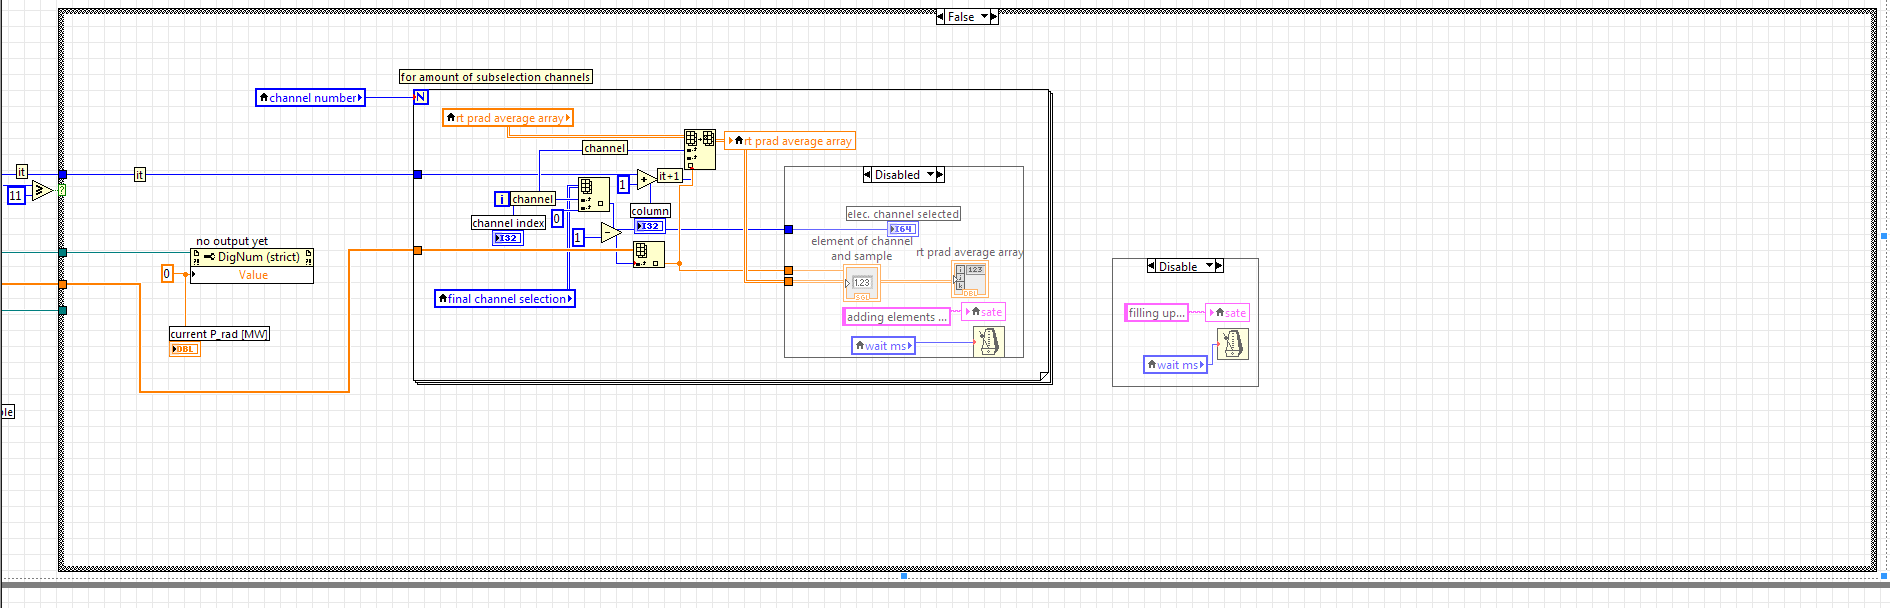 False
for amount of subselection channels
channel number
N
rt prad average array
rt prad average array
channel
it
it
11
?
1
it+1
Disabled
i
channel
0
column
I32
elec. channel selected
I64
channel index
I32
1
no output yet
DigNum (strict)
Value
0
element of channel
and sample
rt prad average array
1.23
SGL
i
123
k
DBL
Disable
final channel selection
adding elements ...
sate
filling up...
sate
current P_rad [MW]
DBL
wait ms
wait ms